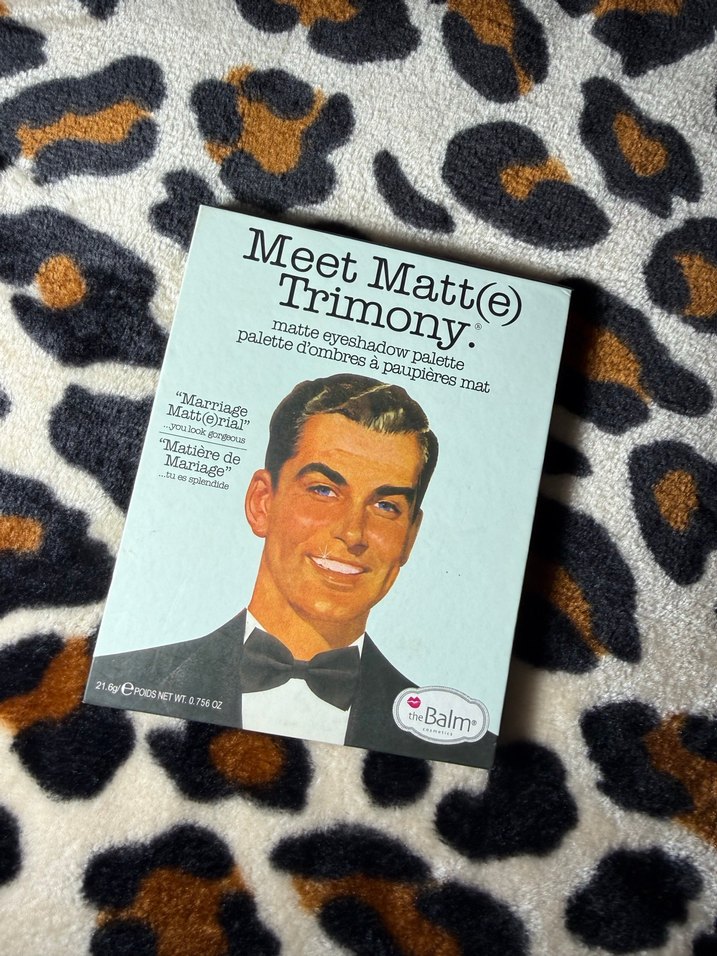 Meet Matt(e)
Trimony.®
matte eyeshadow palette
palette d'ombres à paupières mat
“Marriage
Matt(e)rial”
...you look gorgeous
“Matière de
Mariage”
...tu es splendide
21.6g/℮ POIDS NET WT. 0.756 OZ
theBalm®
cosmetics